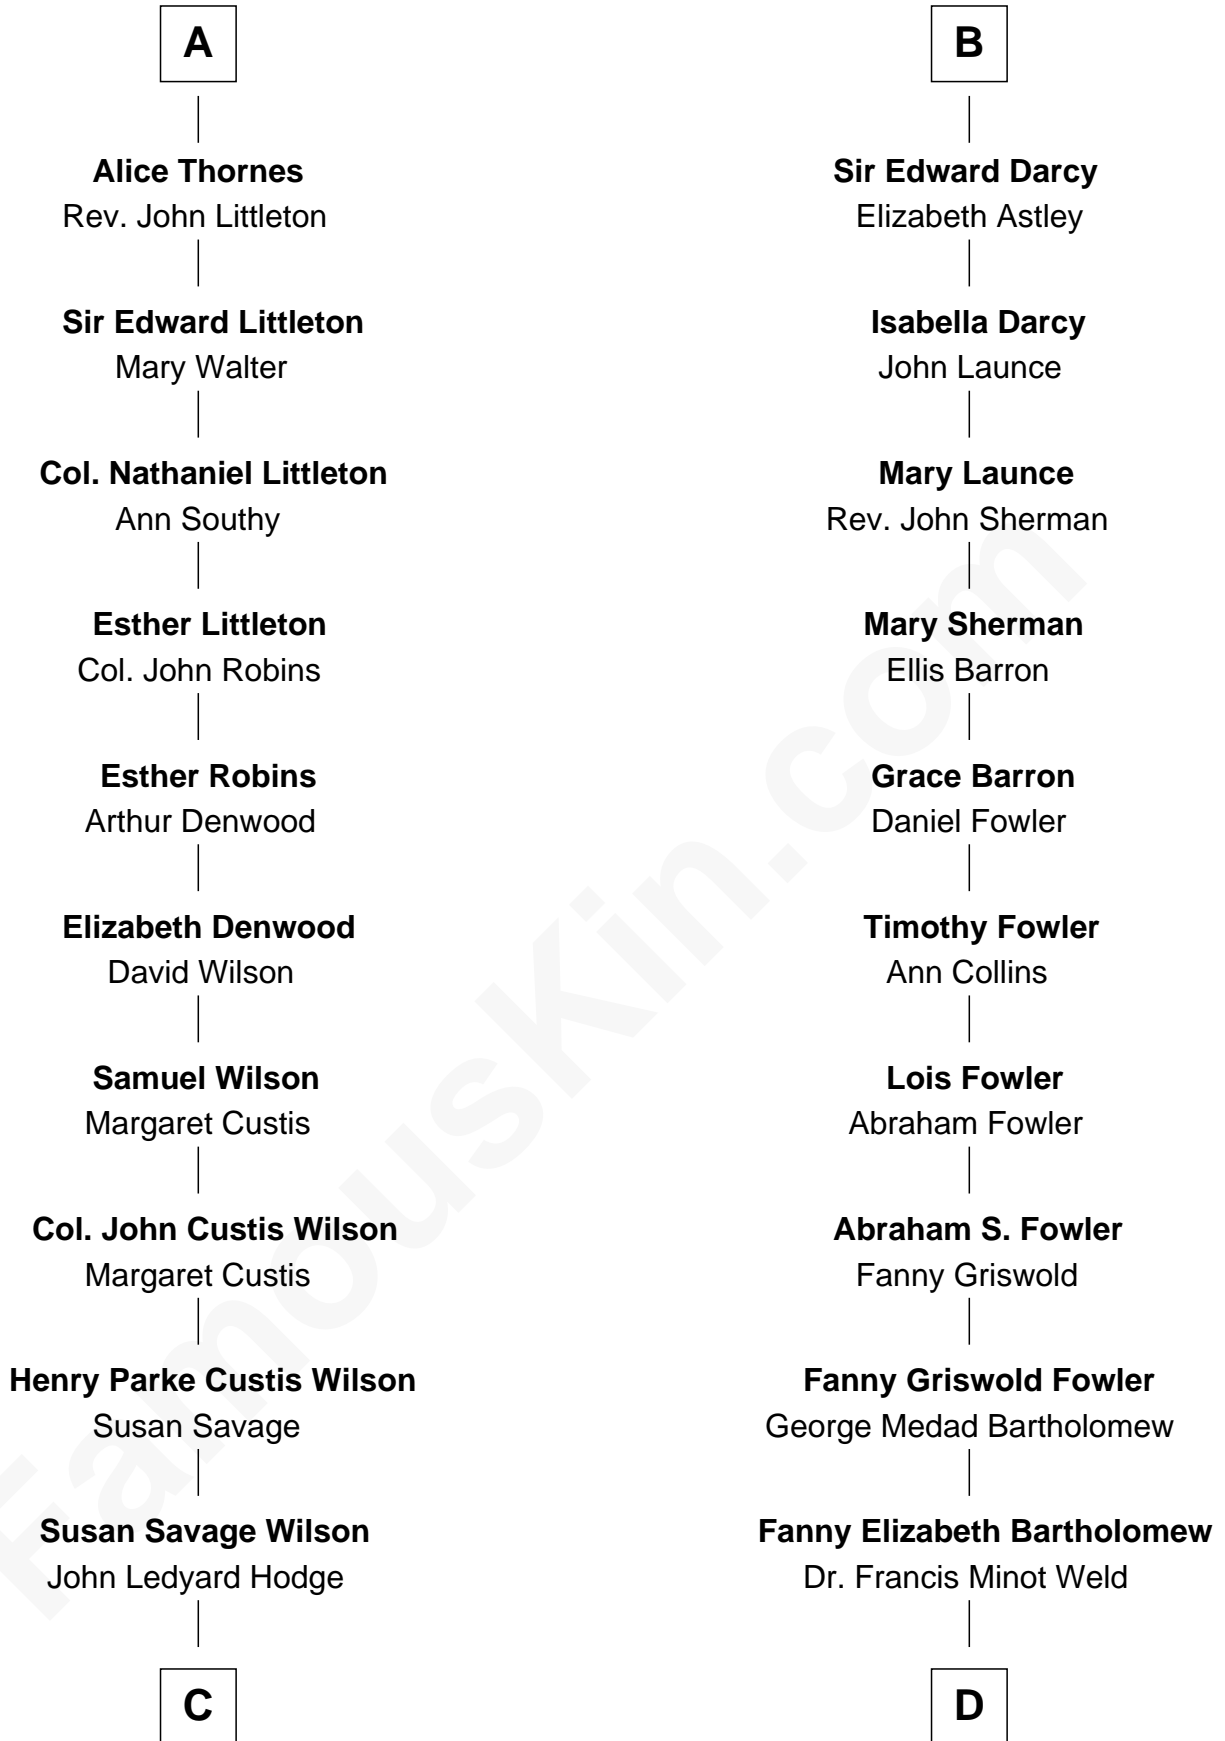 A
Alice Thornes
Rev. John Littleton
Sir Edward Littleton
Mary Walter
Col. Nathaniel Littleton
Ann Southy
Esther Littleton
Col. John Robins
Esther Robins
Arthur Denwood
Elizabeth Denwood
David Wilson
Samuel Wilson
Margaret Custis
Col. John Custis Wilson
Margaret Custis
Henry Parke Custis Wilson
Susan Savage
Susan Savage Wilson
John Ledyard Hodge
C
B
Sir Edward Darcy
Elizabeth Astley
Isabella Darcy
John Launce
Mary Launce
Rev. John Sherman
Mary Sherman
Ellis Barron
Grace Barron
Daniel Fowler
Timothy Fowler
Ann Collins
Lois Fowler
Abraham Fowler
Abraham S. Fowler
Fanny Griswold
Fanny Griswold Fowler
George Medad Bartholomew
Fanny Elizabeth Bartholomew
Dr. Francis Minot Weld
D
FamousKin.com